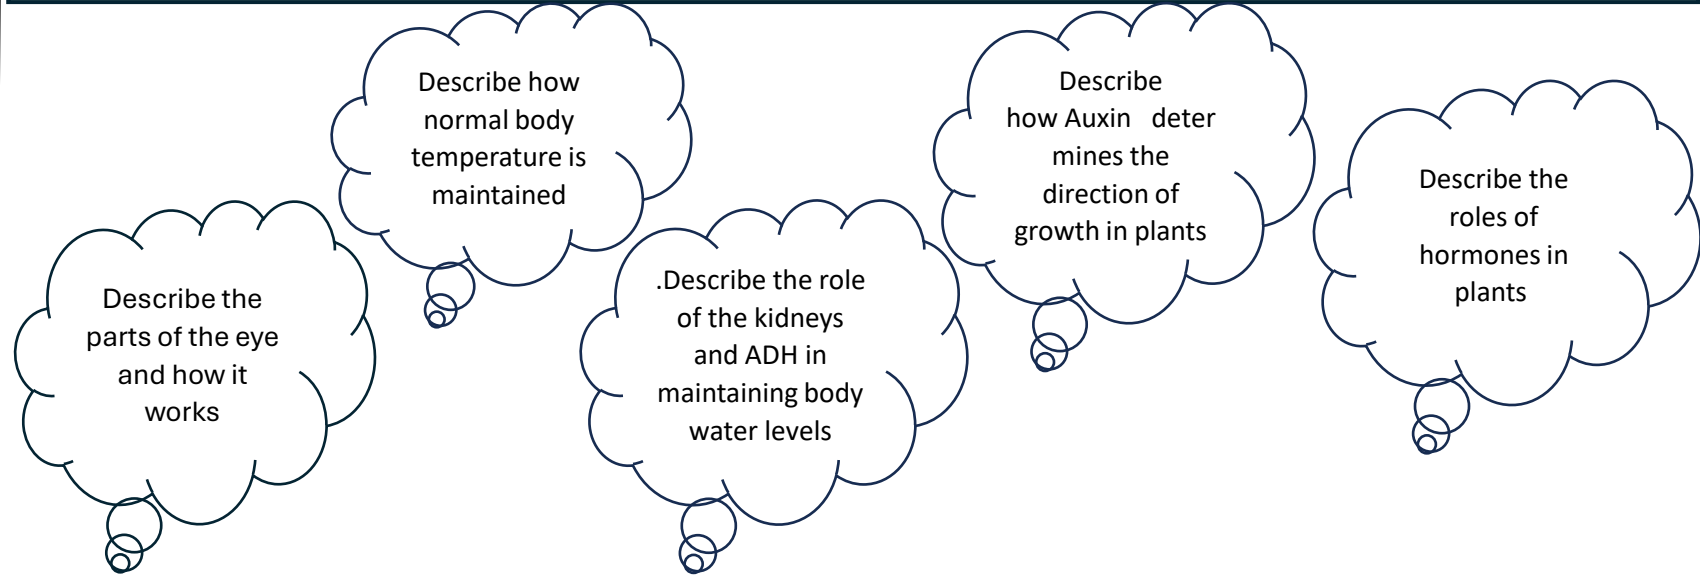 Describe the
parts of the eye
and how it
works
Describe how
normal body
temperature is
maintained
.Describe the role
of the kidneys
and ADH in
maintaining body
water levels
Describe
how Auxin deter
mines the
direction of
growth in plants
Describe the
roles of
hormones in
plants